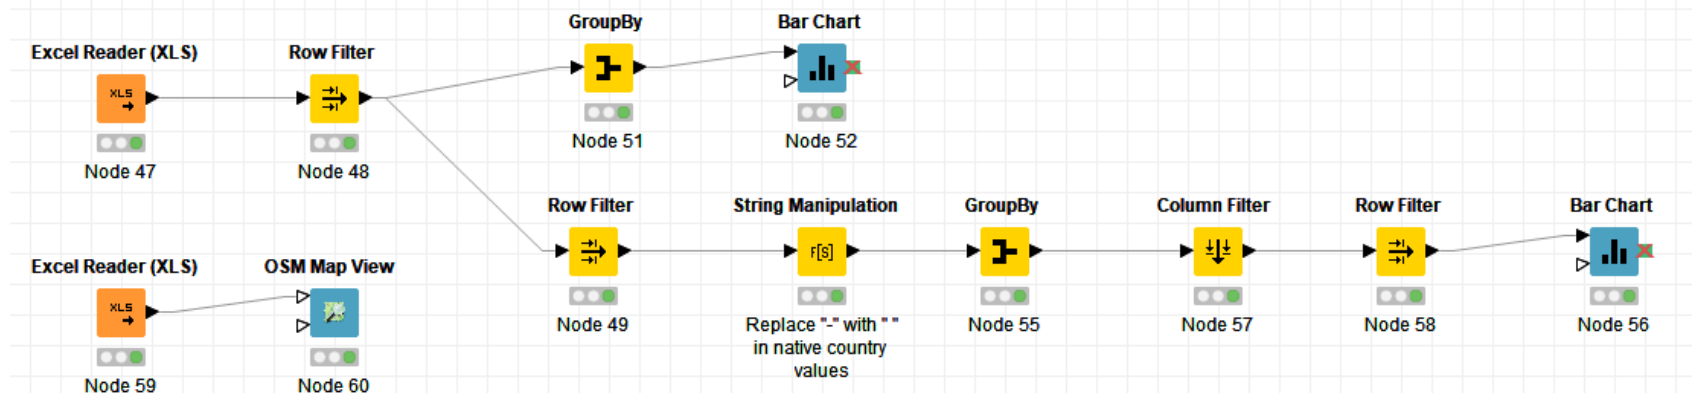 GroupBy
Bar Chart
Excel Reader (XLS)
Row Filter
XLS
Node 51
Node 52
Node 47
Node 48
Row Filter
String Manipulation
GroupBy
Column Filter
Row Filter
Bar Chart
F[S]
Excel Reader (XLS)
OSM Map View
XLS
Node 49
Replace "-" with " "
in native country
values
Node 55
Node 57
Node 58
Node 56
Node 59
Node 60